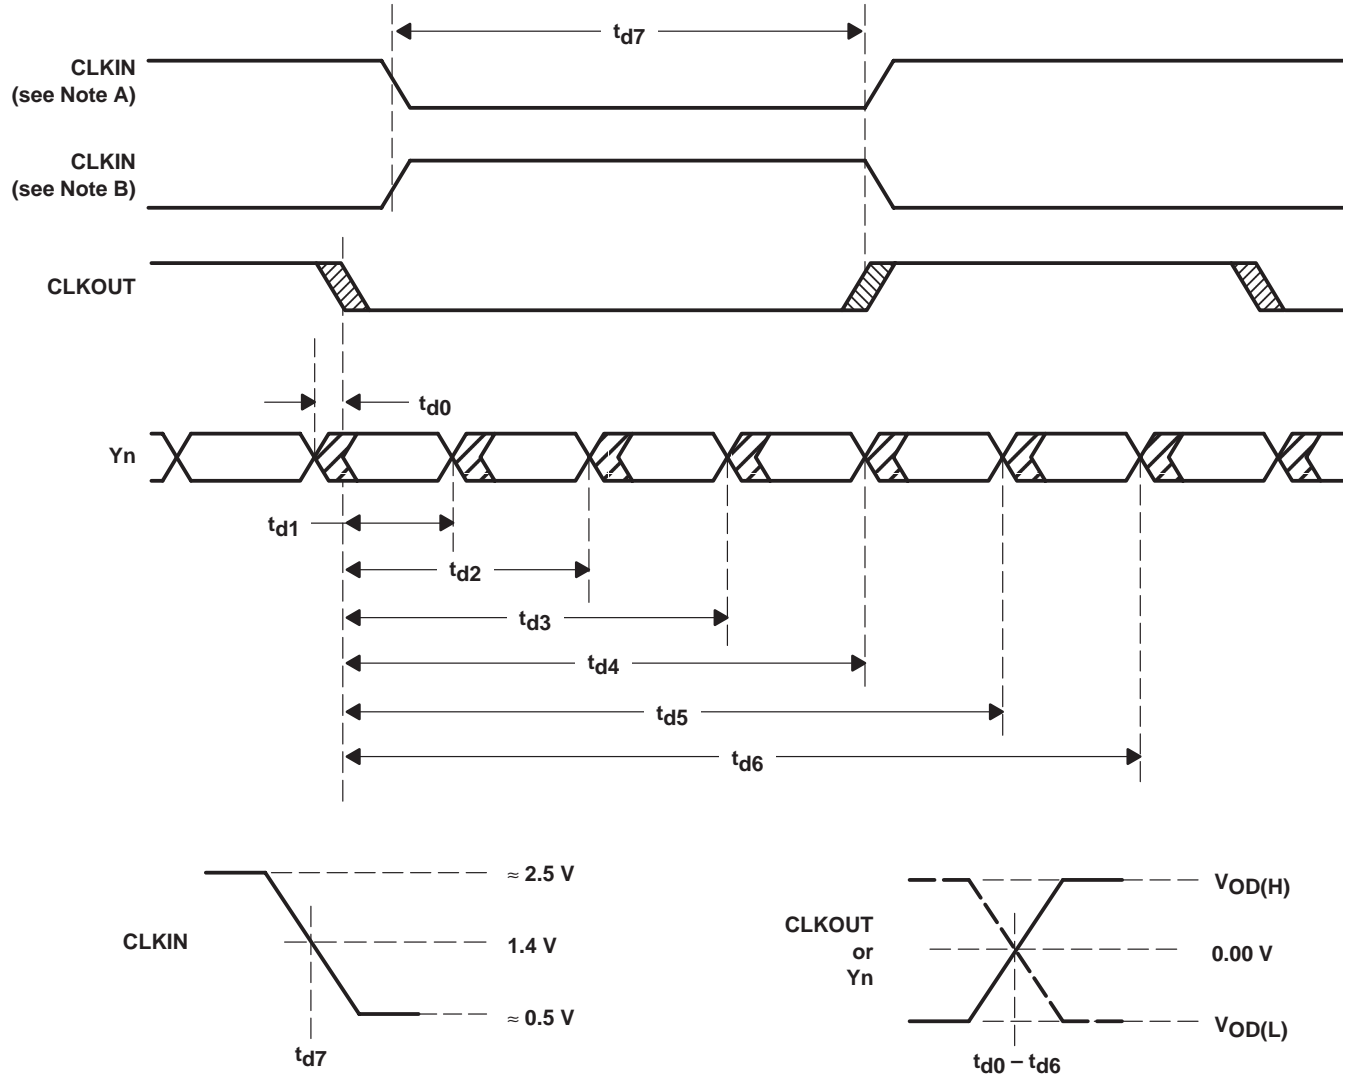 td7
CLKIN
(see Note A)
CLKIN
(see Note B)
CLKOUT
td0
Yn
td1
td2
td3
td4
td5
td6
≈ 2.5 V
CLKIN
1.4 V
≈ 0.5 V
td7
VOD(H)
CLKOUT
or
Yn
0.00 V
VOD(L)
td0 – td6